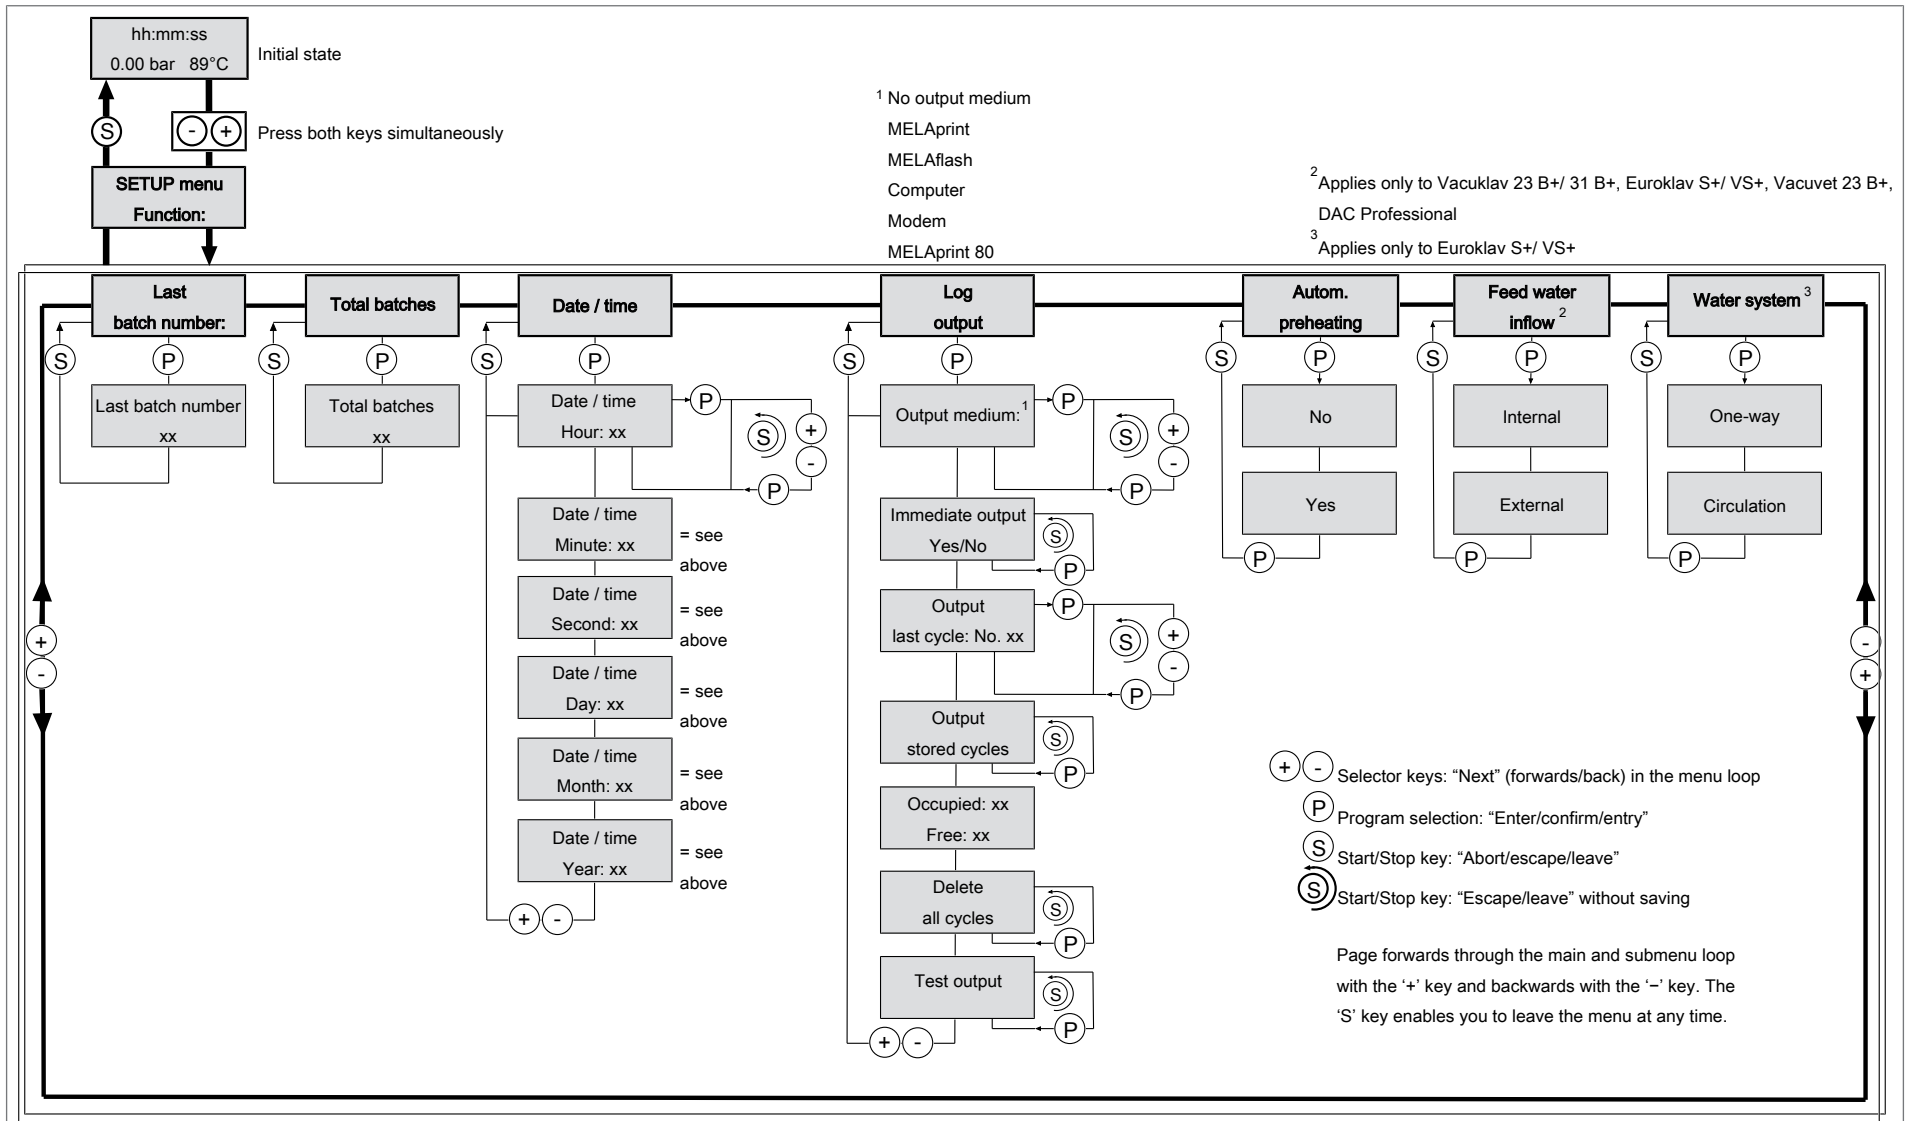 hh:mm:ss
0.00 bar 89°C
Initial state
S
- +
Press both keys simultaneously
SETUP menu
Function:
1 No output medium
MELAprint
MELAflash
Computer
Modem
MELAprint 80
2 Applies only to Vacuklav 23 B+/ 31 B+, Euroklav S+/ VS+, Vacuvet 23 B+,
DAC Professional
3 Applies only to Euroklav S+/ VS+
Last
batch number:
S
P
Last batch number
xx
Total batches
S
P
Total batches
xx
Date / time
S
P
Date / time
Hour: xx
P
S
+
-
P
Date / time
Minute: xx
= see
above
Date / time
Second: xx
= see
above
Date / time
Day: xx
= see
above
Date / time
Month: xx
= see
above
Date / time
Year: xx
= see
above
+ -
Log
output
S
P
Output medium: 1
P
S
+
-
P
Immediate output
Yes/No
S
P
Output
last cycle: No. xx
P
S
+
-
P
Output
stored cycles
S
P
Occupied: xx
Free: xx
Delete
all cycles
S
P
Test output
S
P
+ -
Autom.
preheating
S
P
No
Yes
P
Feed water
inflow 2
S
P
Internal
External
P
Water system 3
S
P
One-way
Circulation
P
+
-
-
+
+ - Selector keys: “Next” (forwards/back) in the menu loop
P Program selection: “Enter/confirm/entry”
S Start/Stop key: “Abort/escape/leave”
S Start/Stop key: “Escape/leave” without saving
Page forwards through the main and submenu loop
with the ‘+’ key and backwards with the ‘−’ key. The
‘S’ key enables you to leave the menu at any time.